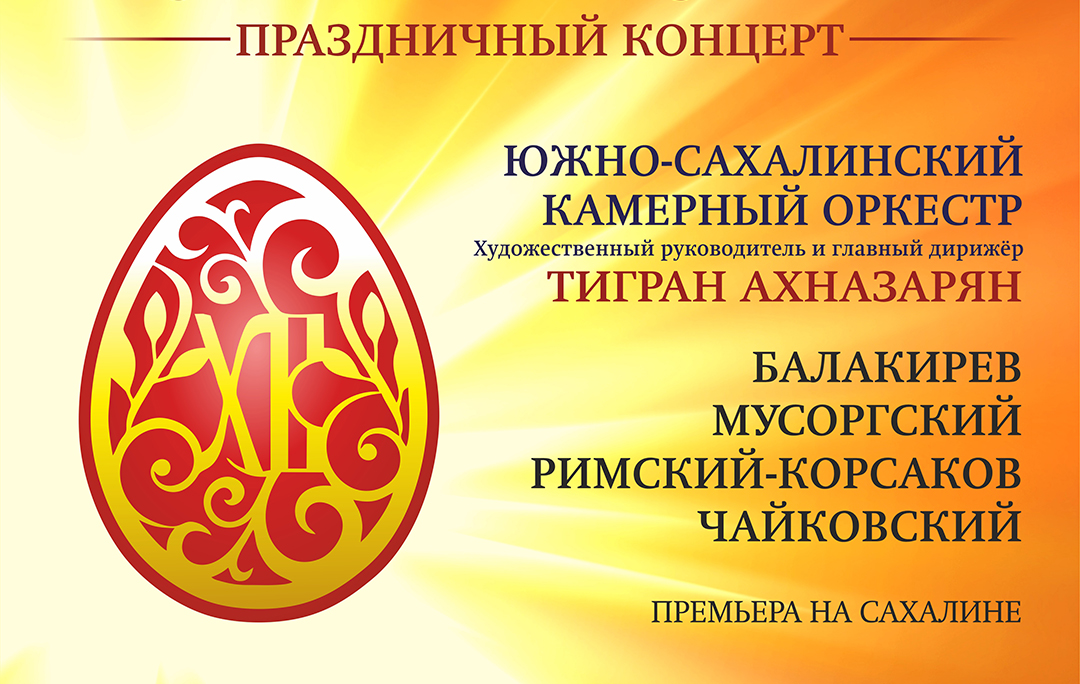 ПРАЗДНИЧНЫЙ КОНЦЕРТ
ЮЖНО-САХАЛИНСКИЙ
КАМЕРНЫЙ ОРКЕСТР
Художественный руководитель и главный дирижёр
ТИГРАН АХНАЗАРЯН
ХВ
БАЛАКИРЕВ
МУСОРГСКИЙ
РИМСКИЙ-КОРСАКОВ
ЧАЙКОВСКИЙ
ПРЕМЬЕРА НА САХАЛИНЕ